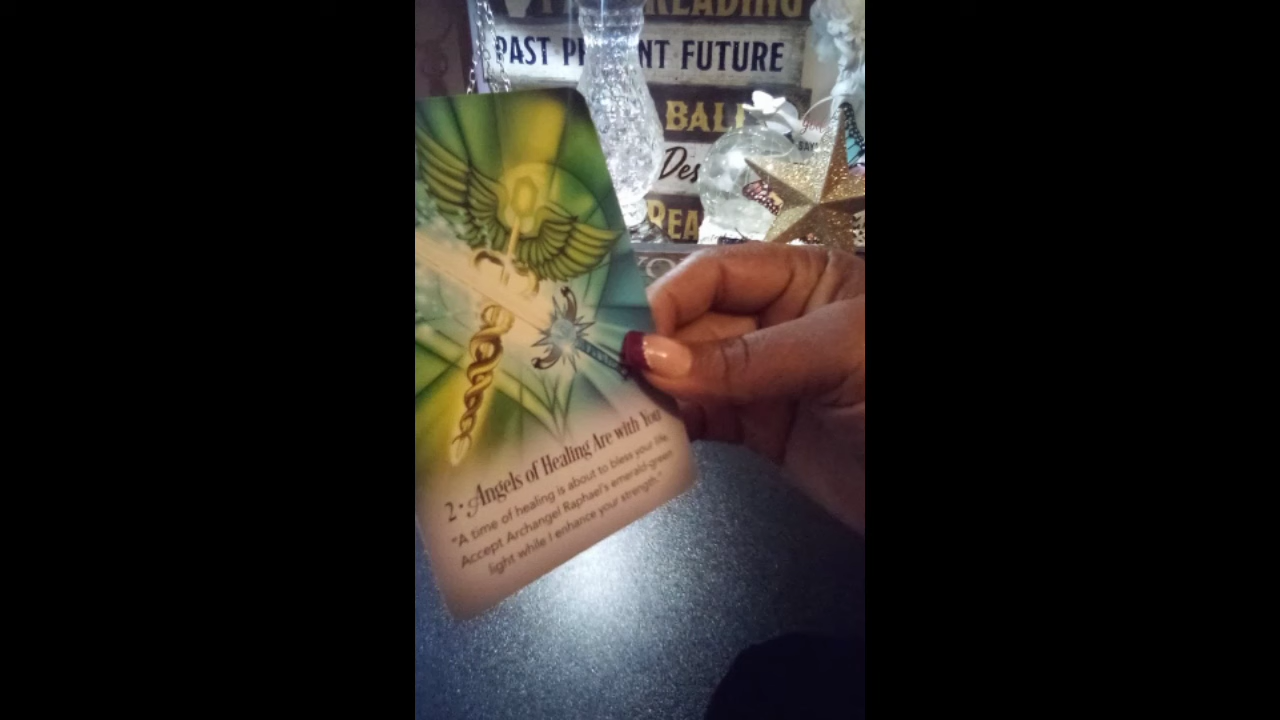 READING
PAST PRESENT FUTURE
BALL
Des
REA
2 • Angels of Healing Are with You
"A time of healing is about to bless your life.
Accept Archangel Raphael's emerald-green
light while I enhance your strength."